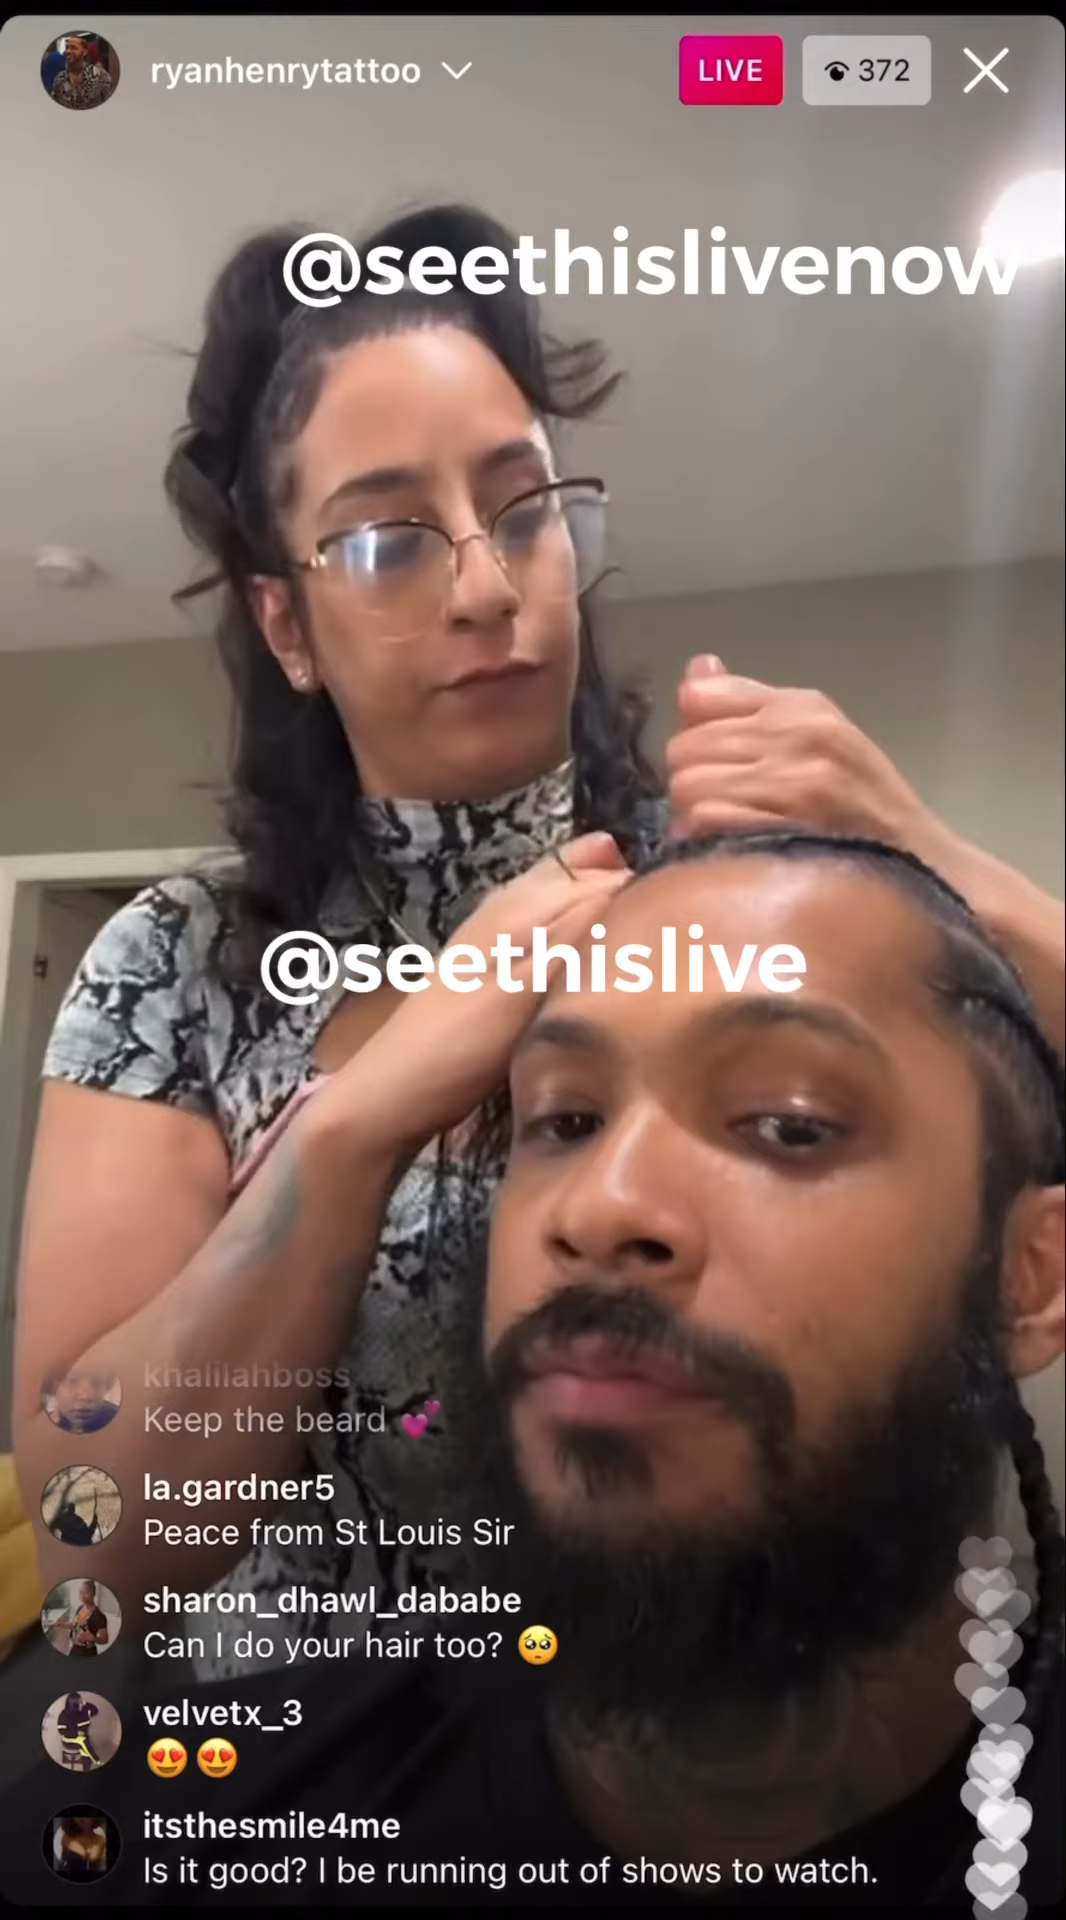 ryanhenrytattoo
LIVE
372
@seethislivenow
@seethislive
khalilahboss
Keep the beard 💕
la.gardner5
Peace from St Louis Sir
sharon_dhawl_dababe
Can I do your hair too? 🥺
velvetx_3
😍😍
itsthesmile4me
Is it good? I be running out of shows to watch.